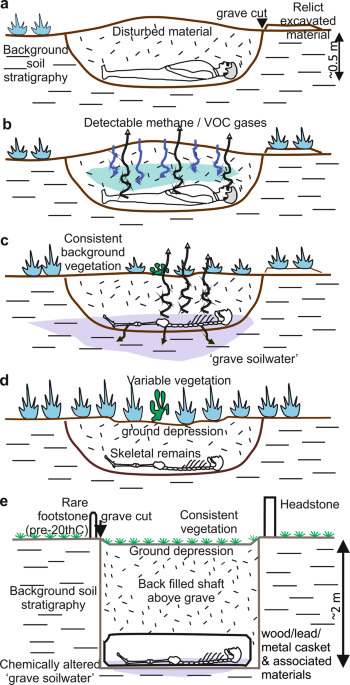 a
grave cut
Relict
excavated
material
Disturbed material
Background
soil
stratigraphy
~0.5 m
b
Detectable methane / VOC gases
c
Consistent
background
vegetation
'grave soilwater'
d
Variable vegetation
ground depression
Skeletal remains
e
Rare
footstone
(pre-20thC)
grave cut
Consistent
vegetation
Headstone
Ground depression
Background soil
stratigraphy
Back filled shaft
above grave
~2 m
wood/lead/
metal casket
& associated
materials
Chemically altered
'grave soilwater'